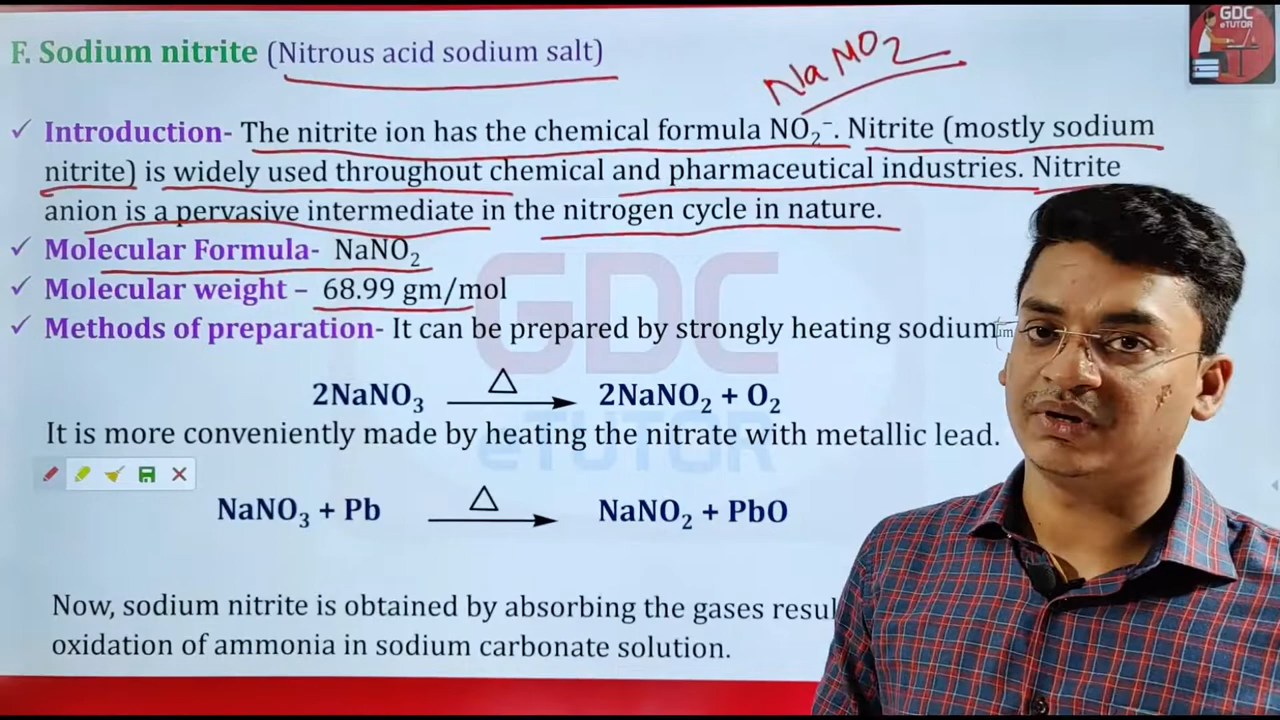 GDC
eTUTOR
F. Sodium nitrite (Nitrous acid sodium salt)
NaNO2
✓ Introduction- The nitrite ion has the chemical formula NO₂⁻. Nitrite (mostly sodium
nitrite) is widely used throughout chemical and pharmaceutical industries. Nitrite
anion is a pervasive intermediate in the nitrogen cycle in nature.
✓ Molecular Formula- NaNO₂
✓ Molecular weight – 68.99 gm/mol
✓ Methods of preparation- It can be prepared by strongly heating sodium
2NaNO₃ △ → 2NaNO₂ + O₂
It is more conveniently made by heating the nitrate with metallic lead.
NaNO₃ + Pb △ → NaNO₂ + PbO
Now, sodium nitrite is obtained by absorbing the gases resul
oxidation of ammonia in sodium carbonate solution.
GDC
eTUTOR